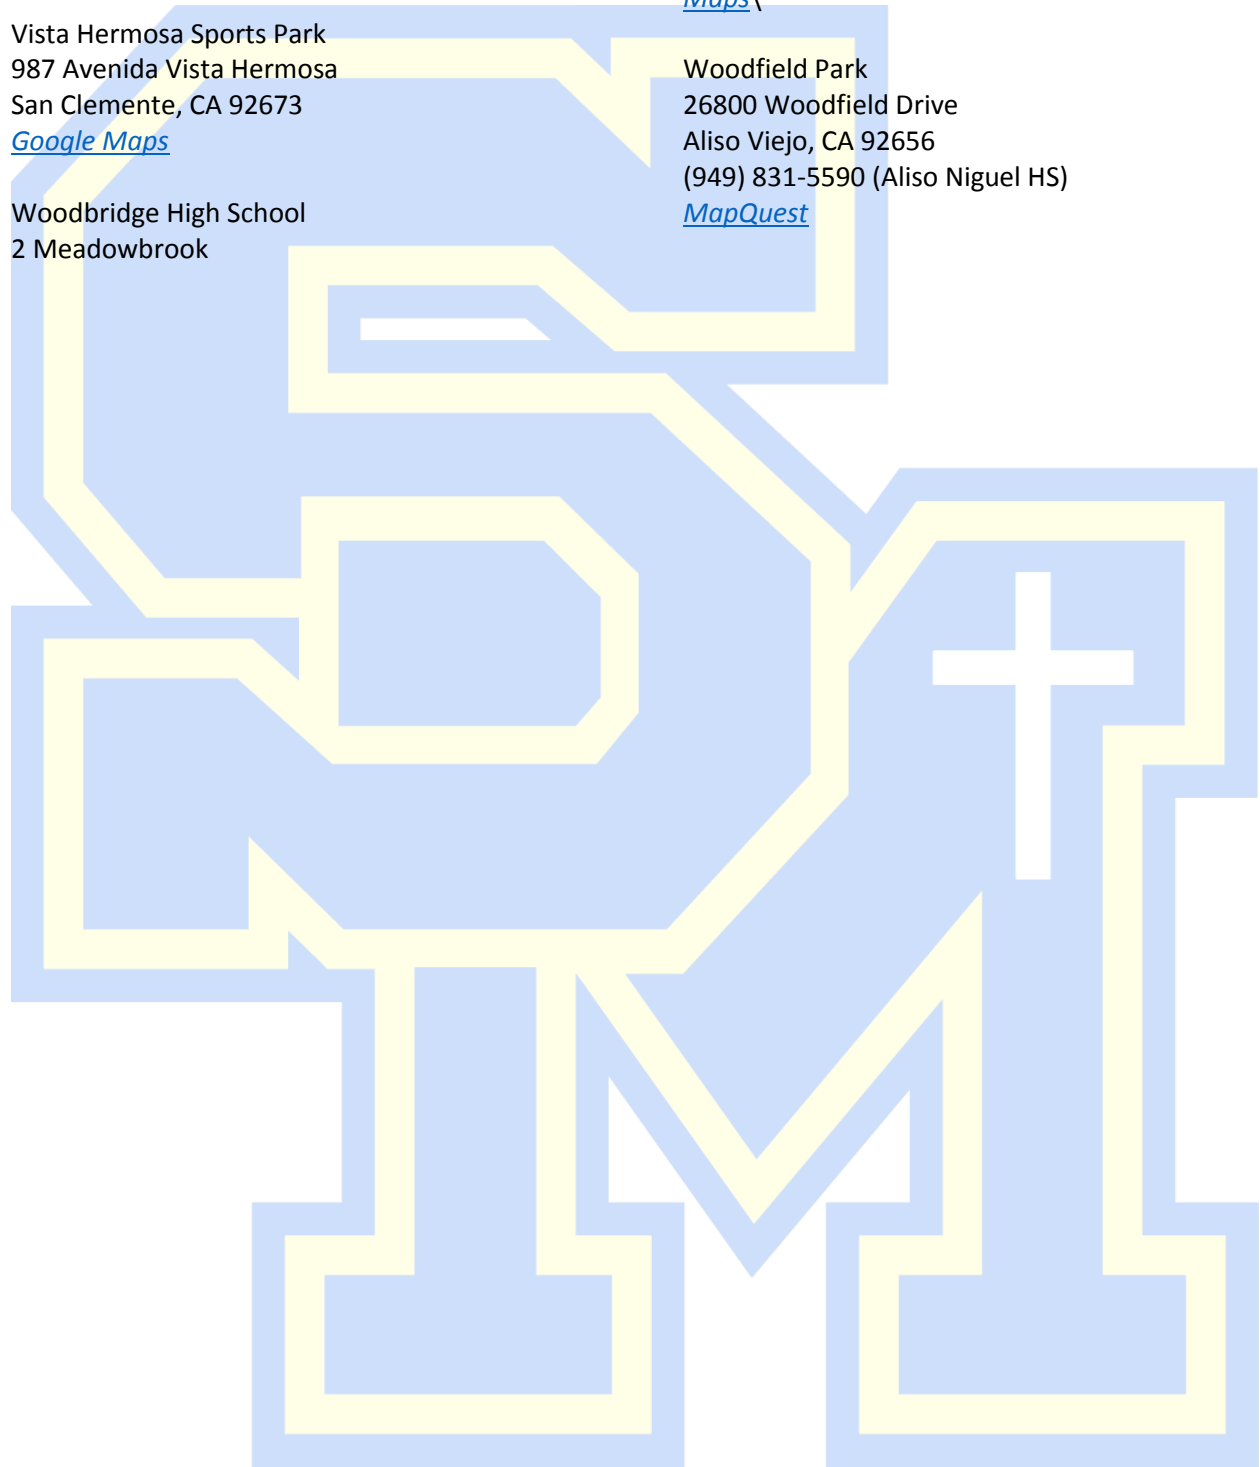 Vista Hermosa Sports Park
987 Avenida Vista Hermosa
San Clemente, CA 92673
Google Maps

Woodbridge High School
2 Meadowbrook
Maps\

Woodfield Park
26800 Woodfield Drive
Aliso Viejo, CA 92656
(949) 831-5590 (Aliso Niguel HS)
MapQuest